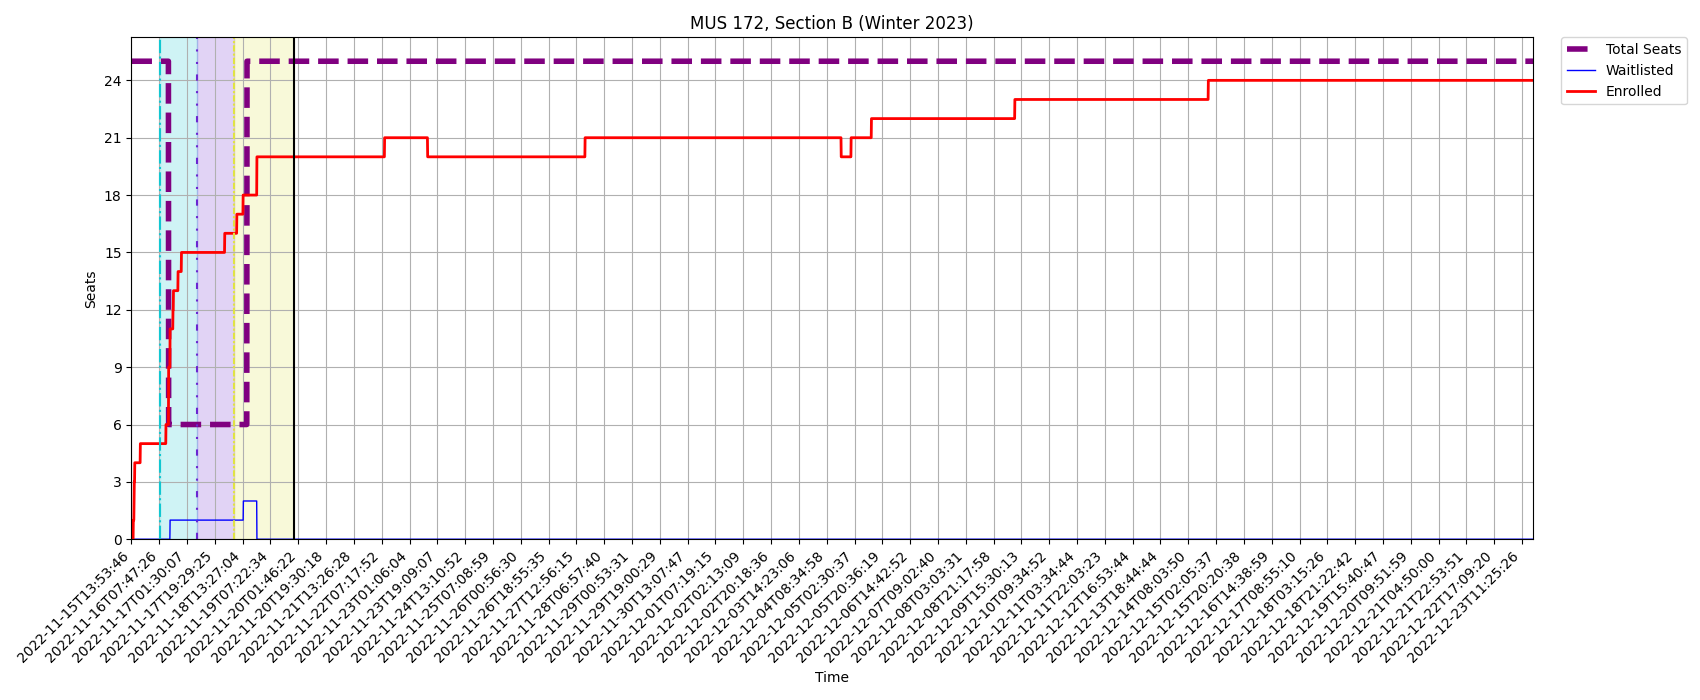 MUS 172, Section B (Winter 2023)
Total Seats
Waitlisted
Enrolled
Seats
24
21
18
15
12
9
6
3
0
2022-11-15T13:53:46
2022-11-16T07:47:26
2022-11-17T01:30:07
2022-11-17T19:29:25
2022-11-18T13:27:04
2022-11-19T07:22:34
2022-11-20T01:46:22
2022-11-20T19:30:18
2022-11-21T13:26:28
2022-11-22T07:17:52
2022-11-23T01:06:04
2022-11-23T19:09:07
2022-11-24T13:10:52
2022-11-25T07:08:59
2022-11-26T00:56:30
2022-11-26T18:55:35
2022-11-27T12:56:15
2022-11-28T06:57:40
2022-11-29T00:53:31
2022-11-29T19:00:29
2022-11-30T13:07:47
2022-12-01T07:19:15
2022-12-02T02:13:09
2022-12-02T20:18:36
2022-12-03T14:23:06
2022-12-04T08:34:58
2022-12-05T02:30:37
2022-12-05T20:36:19
2022-12-06T14:42:52
2022-12-07T09:02:40
2022-12-08T03:03:31
2022-12-08T21:17:58
2022-12-09T15:30:13
2022-12-10T09:34:52
2022-12-11T03:34:44
2022-12-11T22:03:23
2022-12-12T16:53:44
2022-12-13T18:44:44
2022-12-14T08:03:50
2022-12-15T02:05:37
2022-12-15T20:20:38
2022-12-16T14:38:59
2022-12-17T08:55:10
2022-12-18T03:15:26
2022-12-18T21:22:42
2022-12-19T15:40:47
2022-12-20T09:51:59
2022-12-21T04:50:00
2022-12-21T22:53:51
2022-12-22T17:09:20
2022-12-23T11:25:26
Time